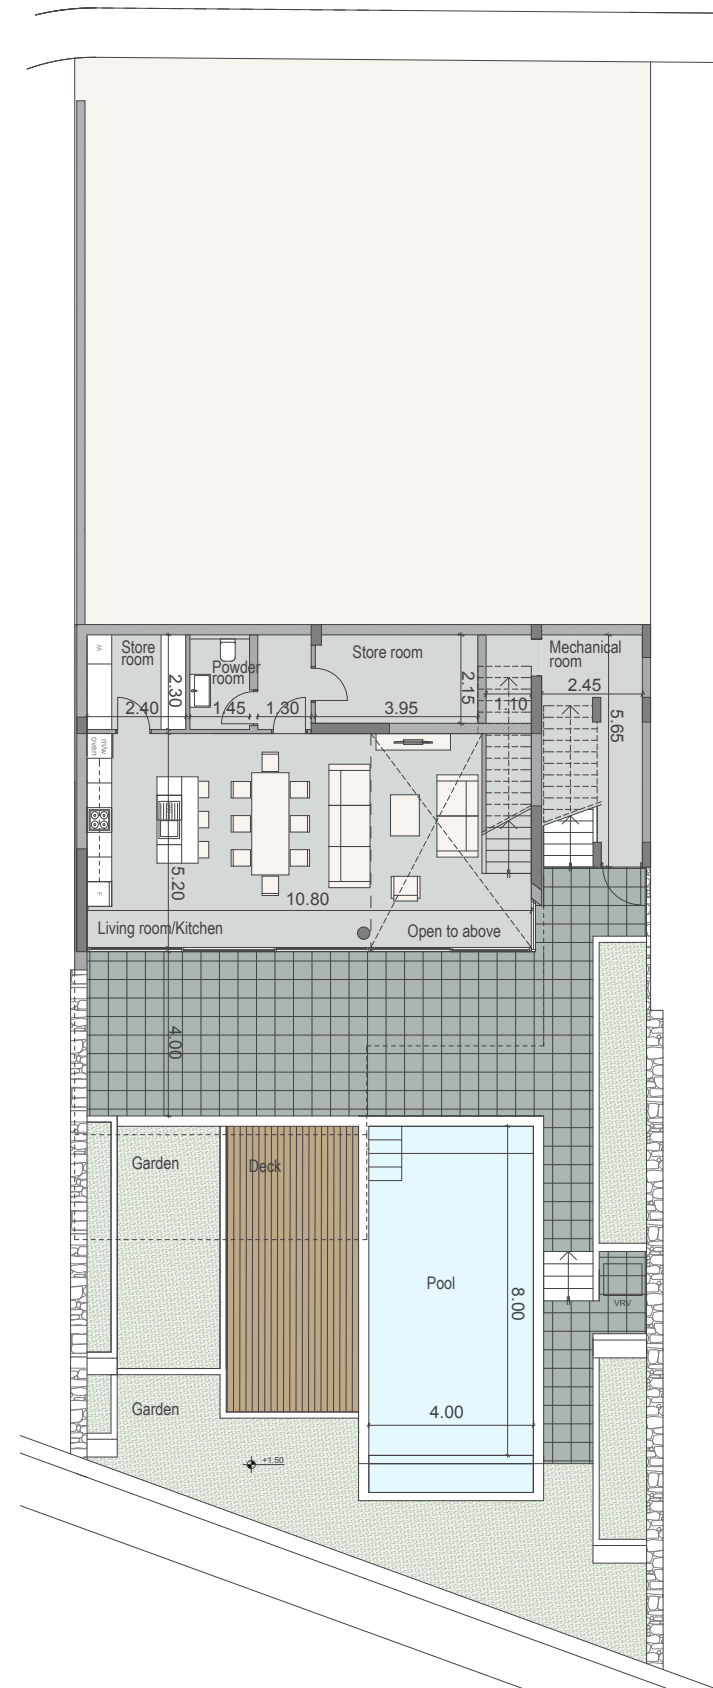 Store
room
W
Powder
room
Store room
Mechanical
room
2.30
2.15
2.45
2.40
1.45
1.30
3.95
1.10
5.65
mw
oven
F
5.20
10.80
Living room/Kitchen
Open to above
4.00
Garden
Deck
Pool
8.00
VRV
4.00
Garden
+1.50